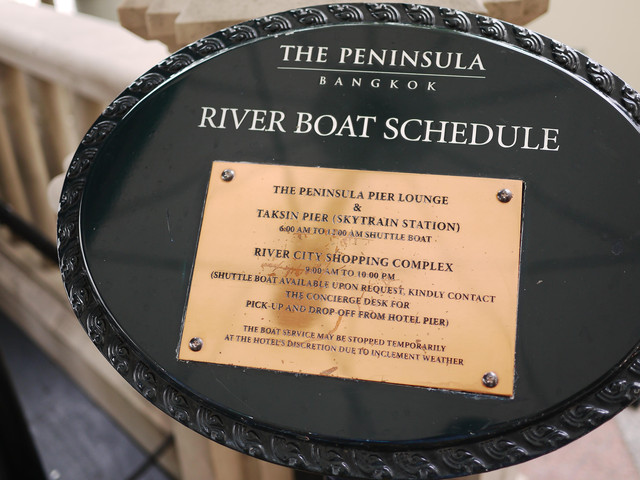 THE PENINSULA
BANGKOK
RIVER BOAT SCHEDULE
THE PENINSULA PIER LOUNGE
&
TAKSIN PIER (SKYTRAIN STATION)
6:00 AM TO 12:00 AM SHUTTLE BOAT
RIVER CITY SHOPPING COMPLEX
9:00 AM TO 10:00 PM
(SHUTTLE BOAT AVAILABLE UPON REQUEST, KINDLY CONTACT
THE CONCIERGE DESK FOR
PICK-UP AND DROP-OFF FROM HOTEL PIER)
THE BOAT SERVICE MAY BE STOPPED TEMPORARILY
AT THE HOTEL'S DISCRETION DUE TO INCLEMENT WEATHER